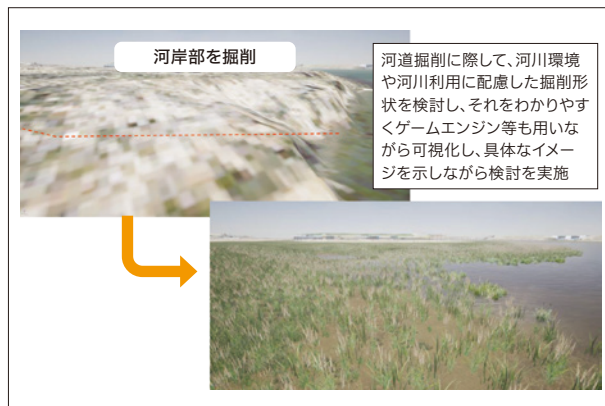 河岸部を掘削
河道掘削に際して、河川環境
や河川利用に配慮した掘削形
状を検討し、それをわかりやす
くゲームエンジン等も用いな
がら可視化し、具体なイメー
ジを示しながら検討を実施